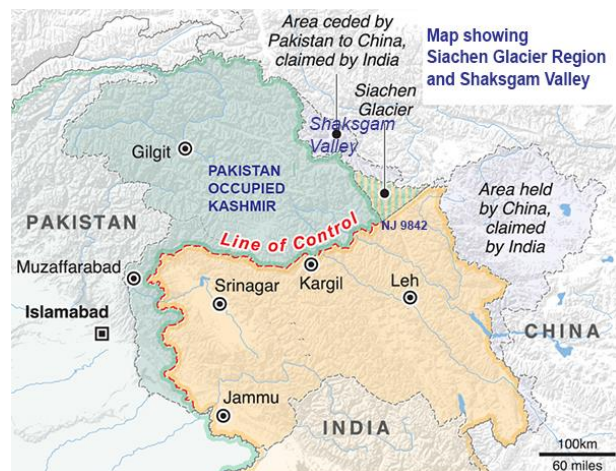 Area ceded by
Pakistan to China,
claimed by India
Map showing
Siachen Glacier Region
and Shaksgam Valley
Siachen
Glacier
Shaksgam
Valley
Gilgit
PAKISTAN
OCCUPIED
KASHMIR
Area held
by China,
claimed
by India
PAKISTAN
Line of Control
NJ 9842
Muzaffarabad
Srinagar
Kargil
Leh
Islamabad
CHINA
Jammu
INDIA
100km
60 miles